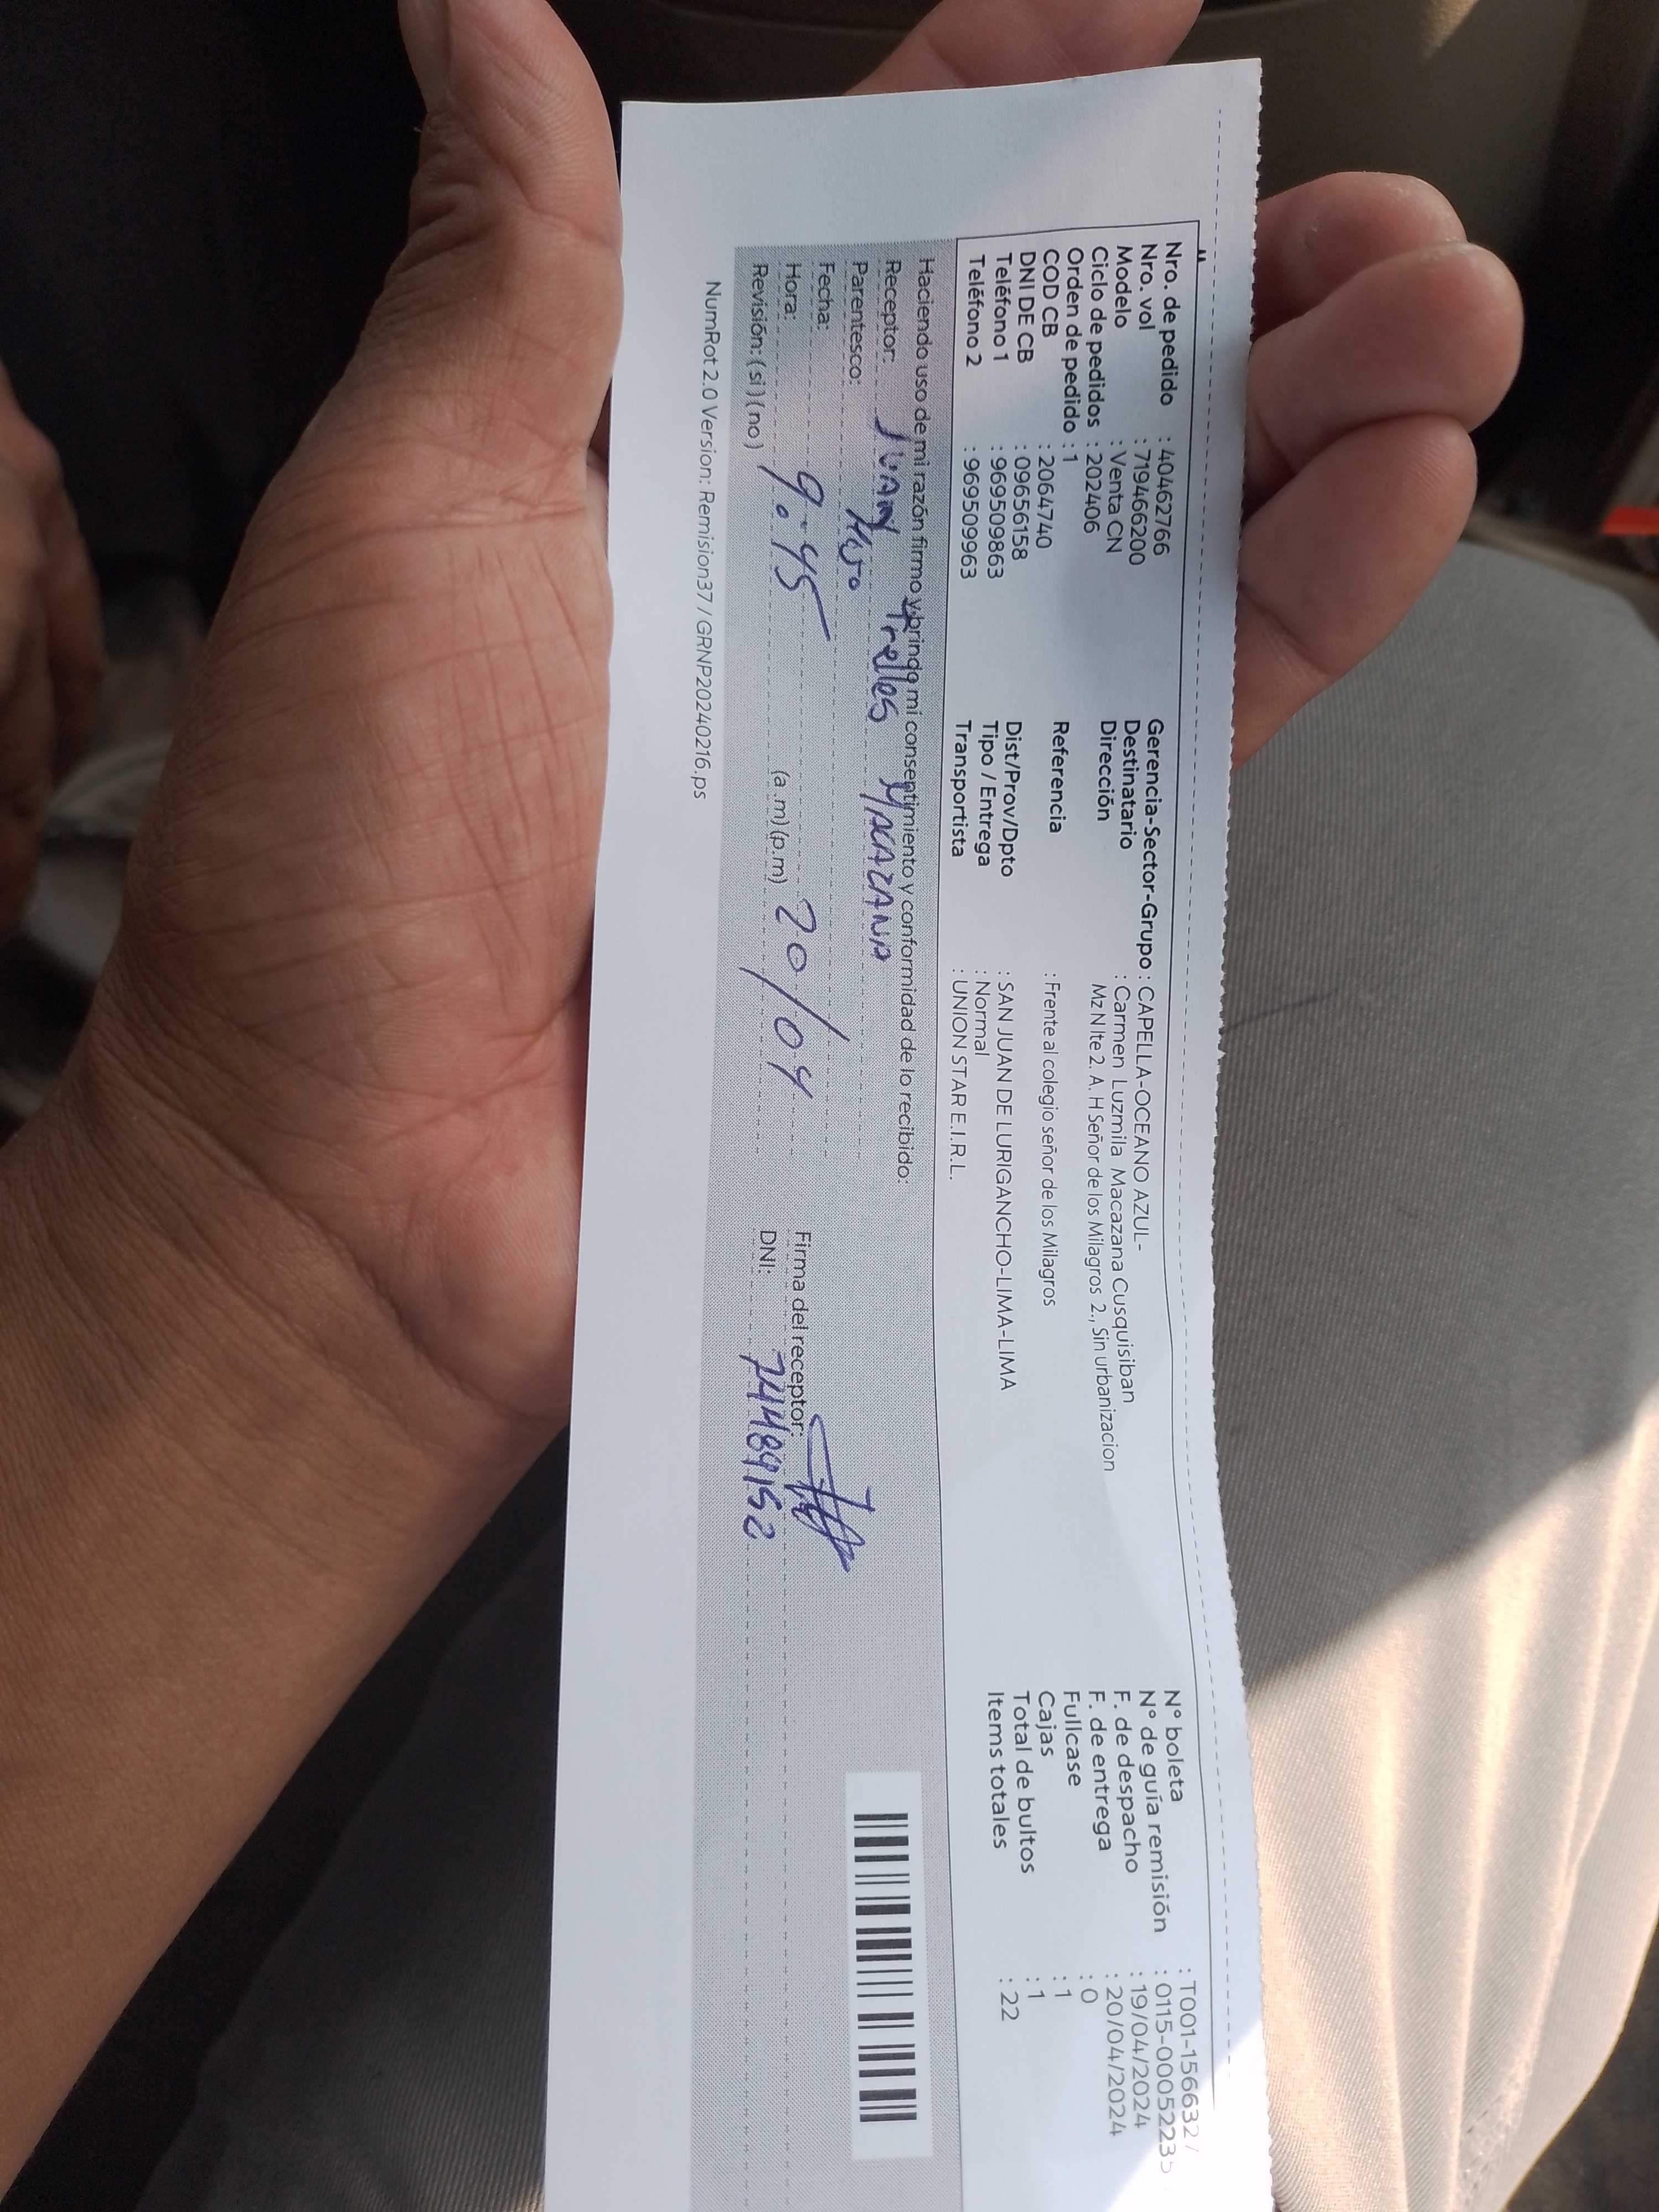 Nro. de pedido : 40462766
Nro. vol : 719466200
Modelo : Venta CN
Ciclo de pedidos : 202406
Orden de pedido : 1
COD CB : 2064740
DNI DE CB : 09656158
Teléfono 1 : 969509863
Teléfono 2 : 969509963
Gerencia-Sector-Grupo : CAPELLA-OCEANO AZUL-
Destinatario : Carmen Luzmila Macazana Cusquisiban
Dirección Mz N lte 2. A. H Señor de los Milagros 2., Sin urbanizacion
Referencia : Frente al colegio señor de los Milagros
Dist/Prov/Dpto : SAN JUAN DE LURIGANCHO-LIMA-LIMA
Tipo / Entrega : Normal
Transportista : UNION STAR E.I.R.L.
N° boleta : T001-1566327
N° de guía remisión : 0115-00052235
F. de despacho : 19/04/2024
F. de entrega : 20/04/2024
Fullcase : 0
Cajas : 1
Total de bultos : 1
Items totales : 22
Haciendo uso de mi razón firmo y brindo mi consentimiento y conformidad de lo recibido:
Receptor: Trelles MACAZANA
Parentesco:
Fecha:
Hora: 9:45 (a .m)(p.m) 20/04
Revisión: ( si ) ( no )
Firma del receptor:
DNI: 74489152
NumRot 2.0 Version: Remision37 / GRNP20240216.ps